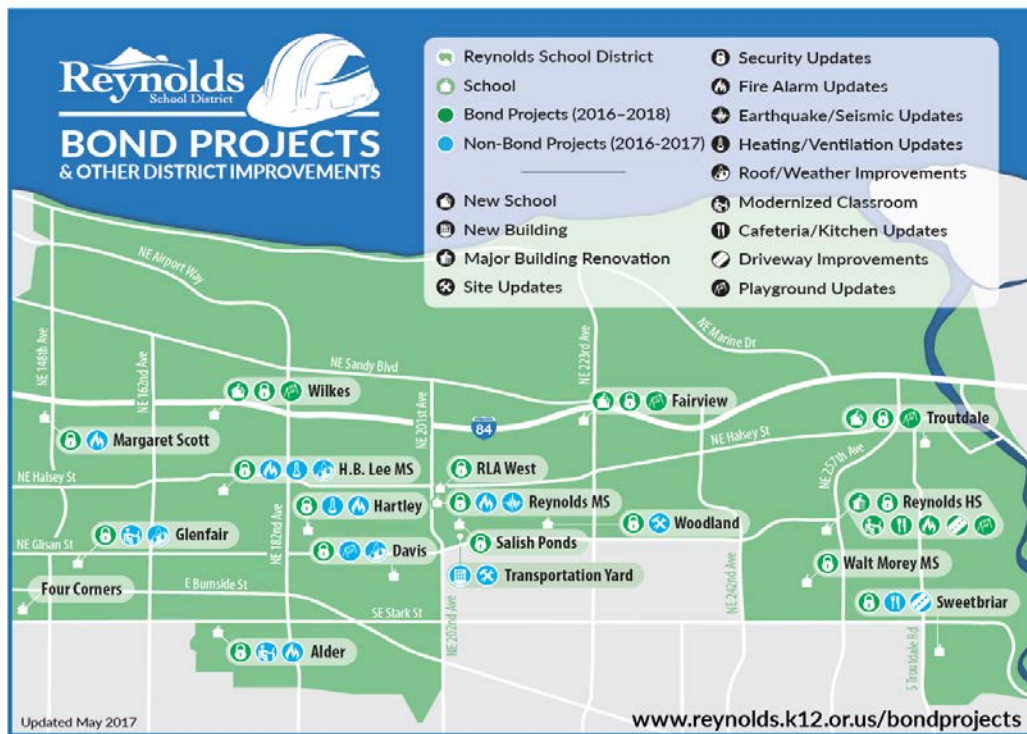 Reynolds
School District
BOND PROJECTS
& OTHER DISTRICT IMPROVEMENTS
Reynolds School District
School
Bond Projects (2016–2018)
Non-Bond Projects (2016-2017)
New School
New Building
Major Building Renovation
Site Updates
Security Updates
Fire Alarm Updates
Earthquake/Seismic Updates
Heating/Ventilation Updates
Roof/Weather Improvements
Modernized Classroom
Cafeteria/Kitchen Updates
Driveway Improvements
Playground Updates
NE Airport Way
NE Marine Dr
NE 148th Ave
NE 162nd Ave
NE Sandy Blvd
NE 201st Ave
NE 223rd Ave
Wilkes
Fairview
Troutdale
84
Margaret Scott
NE Halsey St
NE Halsey St
H.B. Lee MS
RLA West
NE 257th Ave
Hartley
Reynolds MS
Woodland
Reynolds HS
NE 182nd Ave
Glenfair
NE Glisan St
Davis
Salish Ponds
Walt Morey MS
Four Corners
E Burnside St
Transportation Yard
NE 242nd Ave
SE Stark St
NE 202nd Ave
Sweetbriar
S Troutdale Rd
Alder
Updated May 2017
www.reynolds.k12.or.us/bondprojects